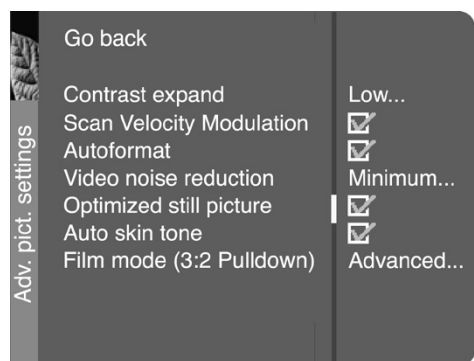 Adv. pict. settings
Go back
Contrast expand Low...
Scan Velocity Modulation
Autoformat
Video noise reduction Minimum...
Optimized still picture
Auto skin tone
Film mode (3:2 Pulldown) Advanced...